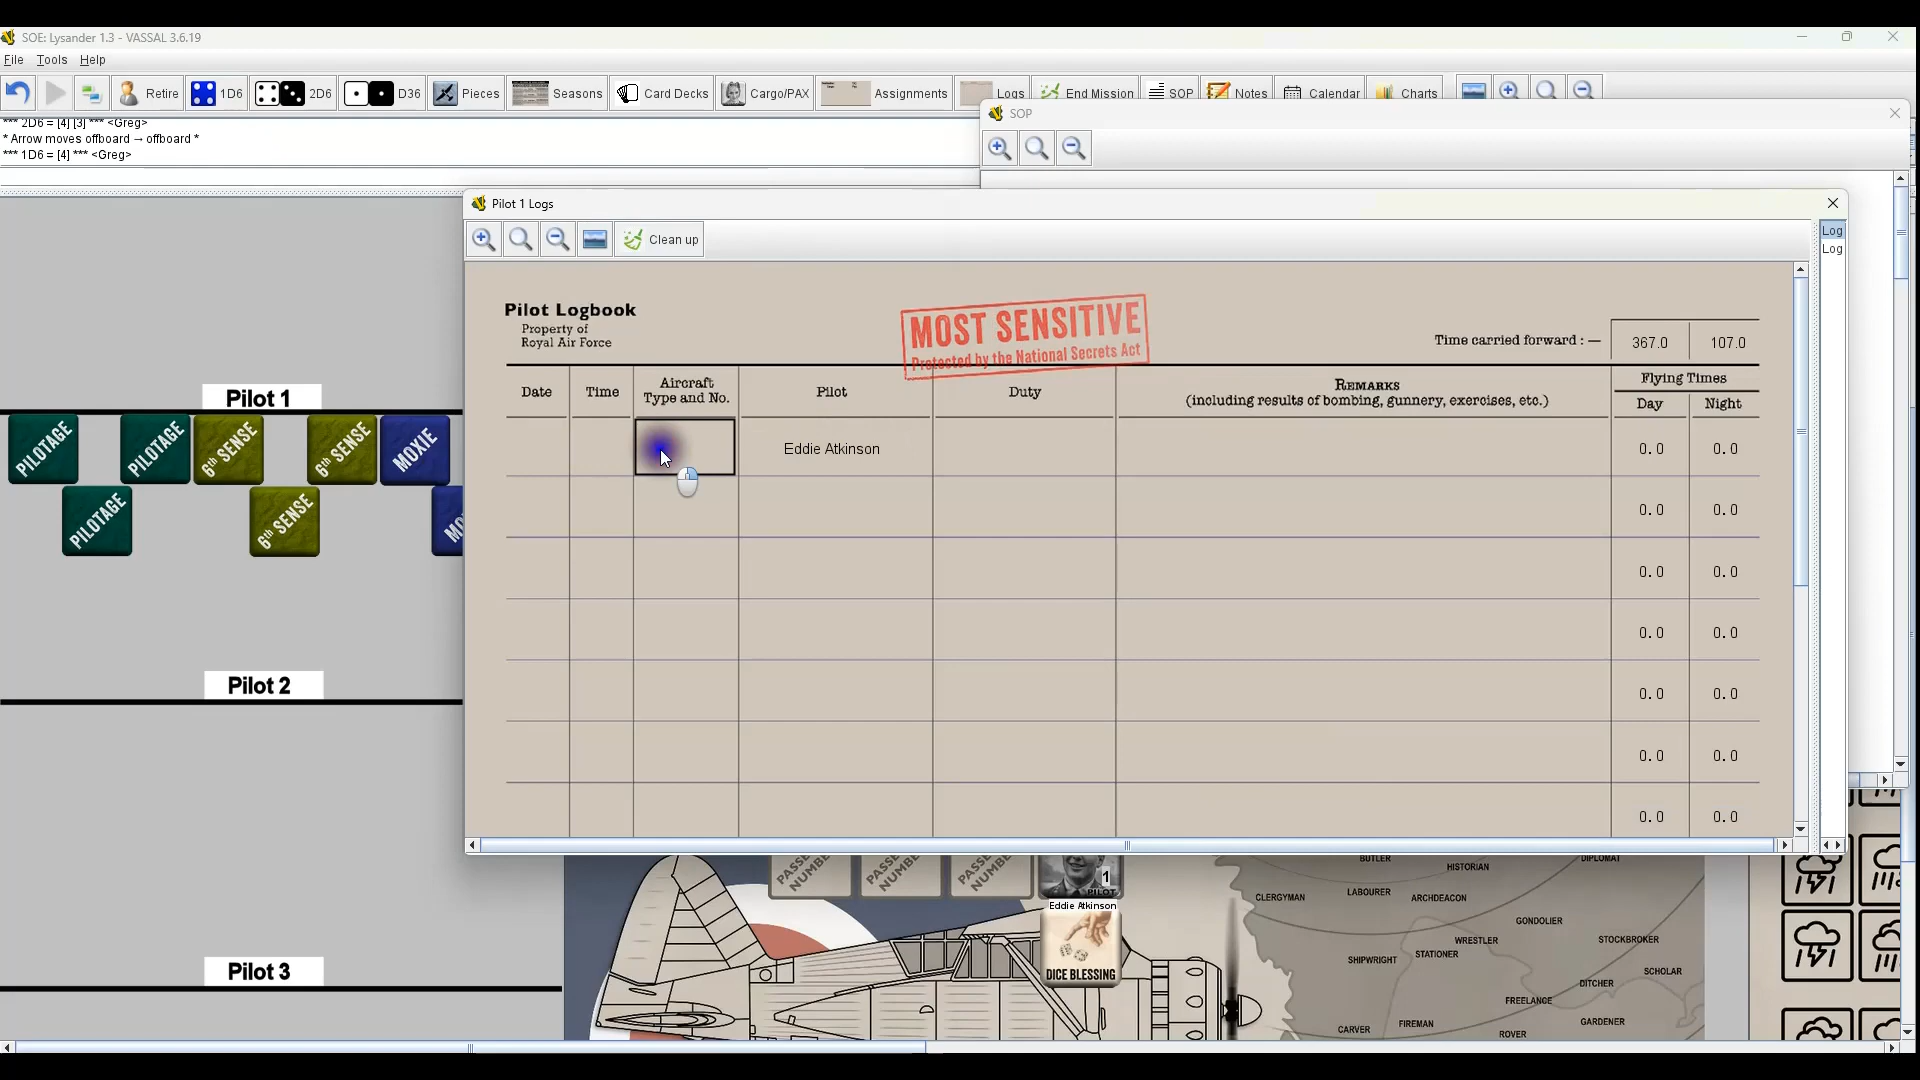 SOE: Lysander 1.3 - VASSAL 3.6.19
File Tools Help
Retire 1D6 2D6 D36 Pieces Seasons Card Decks Cargo/PAX Assignments Logs End Mission SOP Notes Calendar Charts
*** 2D6 = [4] [3] *** <Greg>
* Arrow moves offboard → offboard *
*** 1D6 = [4] *** <Greg>
SOP
Pilot 1 Logs
Clean up
Log
Log
Pilot Logbook
Property of
Royal Air Force
MOST SENSITIVE
Protected by the National Secrets Act
Time carried forward : — 367.0 107.0
Date Time Aircraft Type and No. Pilot Duty REMARKS
(including results of bombing, gunnery, exercises, etc.)
Flying Times
Day Night
Eddie Atkinson 0.0 0.0
0.0 0.0
0.0 0.0
0.0 0.0
0.0 0.0
0.0 0.0
0.0 0.0
Pilot 1
PILOTAGE PILOTAGE 6th SENSE 6th SENSE MOXIE
PILOTAGE 6th SENSE
Pilot 2
Pilot 3
1
PILOT
Eddie Atkinson
DICE BLESSING
BUTLER HISTORIAN DIPLOMAT
CLERGYMAN LABOURER ARCHDEACON
GONDOLIER
WRESTLER STOCKBROKER
SHIPWRIGHT STATIONER
SCHOLAR
DITCHER
FREELANCE
CARVER FIREMAN GARDENER
ROVER